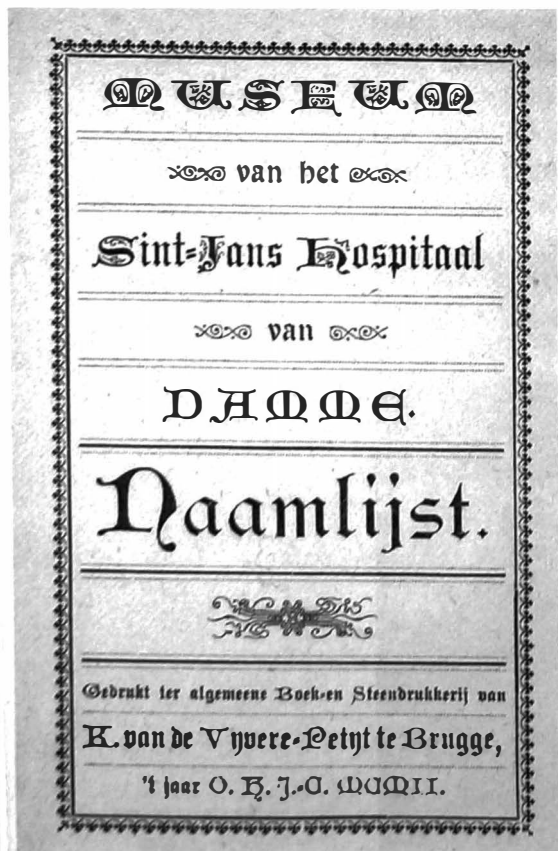 MUSEUM
van het
Sint-Jans Hospitaal
van
DAMME.
Naamlijst.
Gedrukt ter algemeene Boek-en Steendrukkerij van
K. van de Vyvere-Petyt te Brugge,
't jaar O. H. J.-C. MCMII.